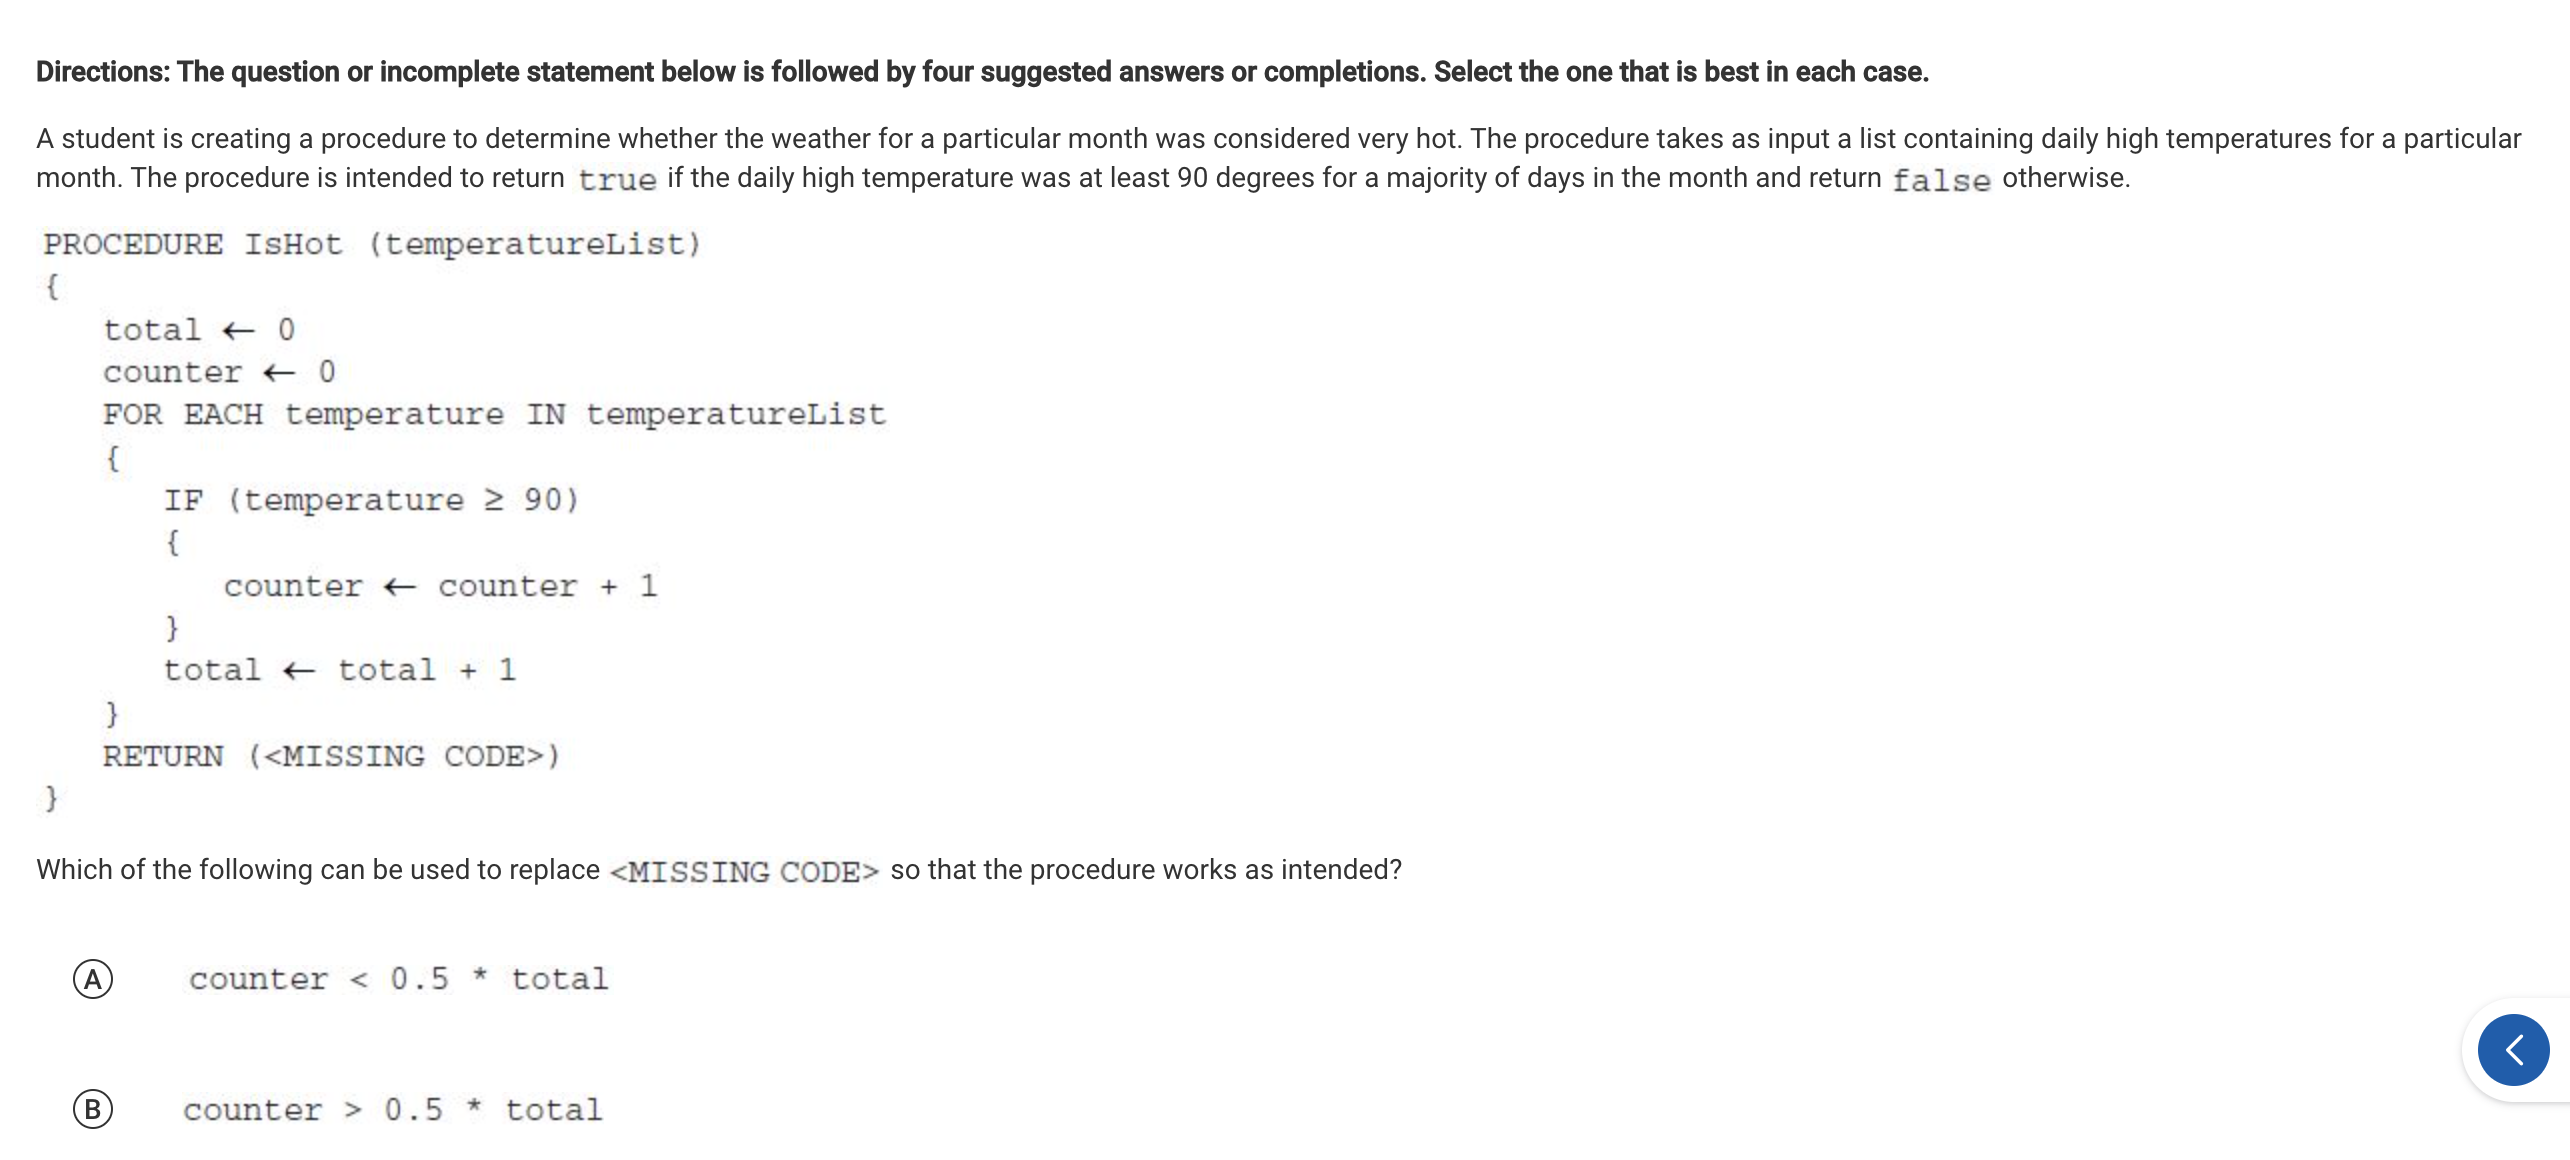 Directions: The question or incomplete statement below is followed by four suggested answers or completions. Select the one that is best in each case.
A student is creating a procedure to determine whether the weather for a particular month was considered very hot. The procedure takes as input a list containing daily high temperatures for a particular
month. The procedure is intended to return true if the daily high temperature was at least 90 degrees for a majority of days in the month and return false otherwise.
PROCEDURE IsHot (temperatureList)
{
total ← 0
counter ← 0
FOR EACH temperature IN temperatureList
{
IF (temperature ≥ 90)
{
counter ← counter + 1
}
total ← total + 1
}
RETURN (<MISSING CODE>)
}
Which of the following can be used to replace <MISSING CODE> so that the procedure works as intended?
A counter < 0.5 * total
B counter > 0.5 * total